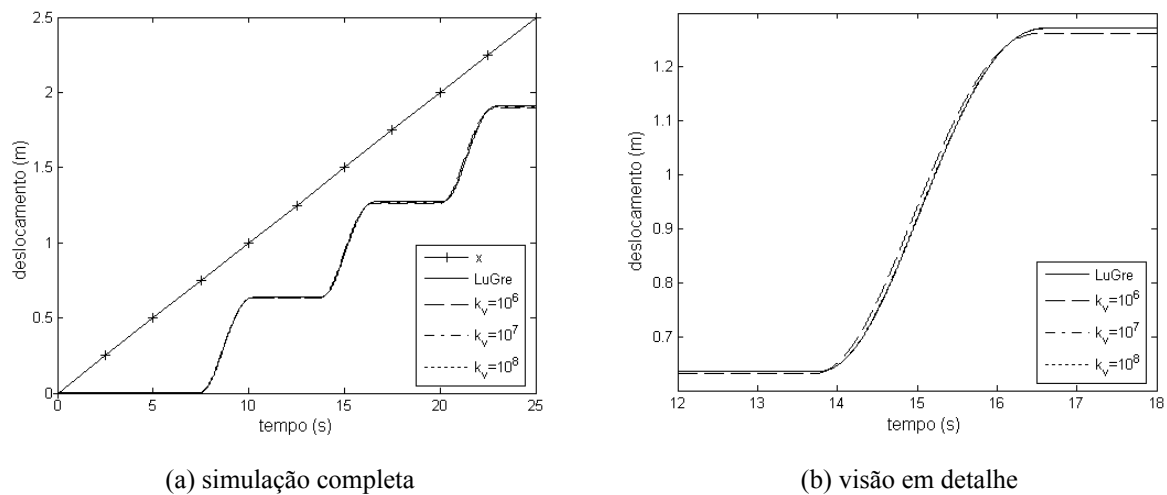 2.5
2
1.5
1
0.5
0
0
5
10
15
20
25
deslocamento (m)
tempo (s)
x
LuGre
k_v=10^6
k_v=10^7
k_v=10^8
(a) simulação completa
1.2
1.1
1
0.9
0.8
0.7
12
13
14
15
16
17
18
deslocamento (m)
tempo (s)
LuGre
k_v=10^6
k_v=10^7
k_v=10^8
(b) visão em detalhe